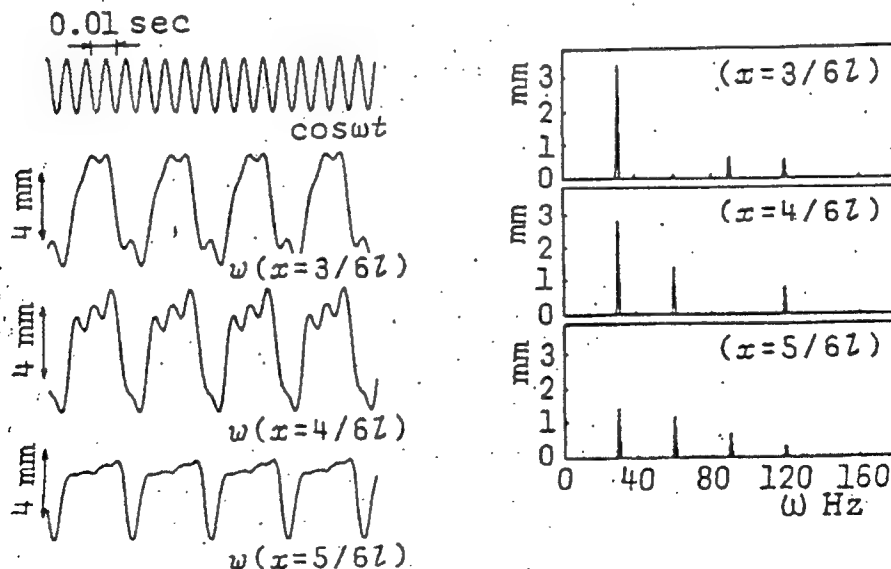 0.01 sec
cosωt
4 mm
w(x=3/6l)
4 mm
w(x=4/6l)
4 mm
w(x=5/6l)
(x=3/6l)
mm
3
2
1
0
(x=4/6l)
mm
3
2
1
0
(x=5/6l)
mm
3
2
1
0
0 40 80 120 160
ω Hz